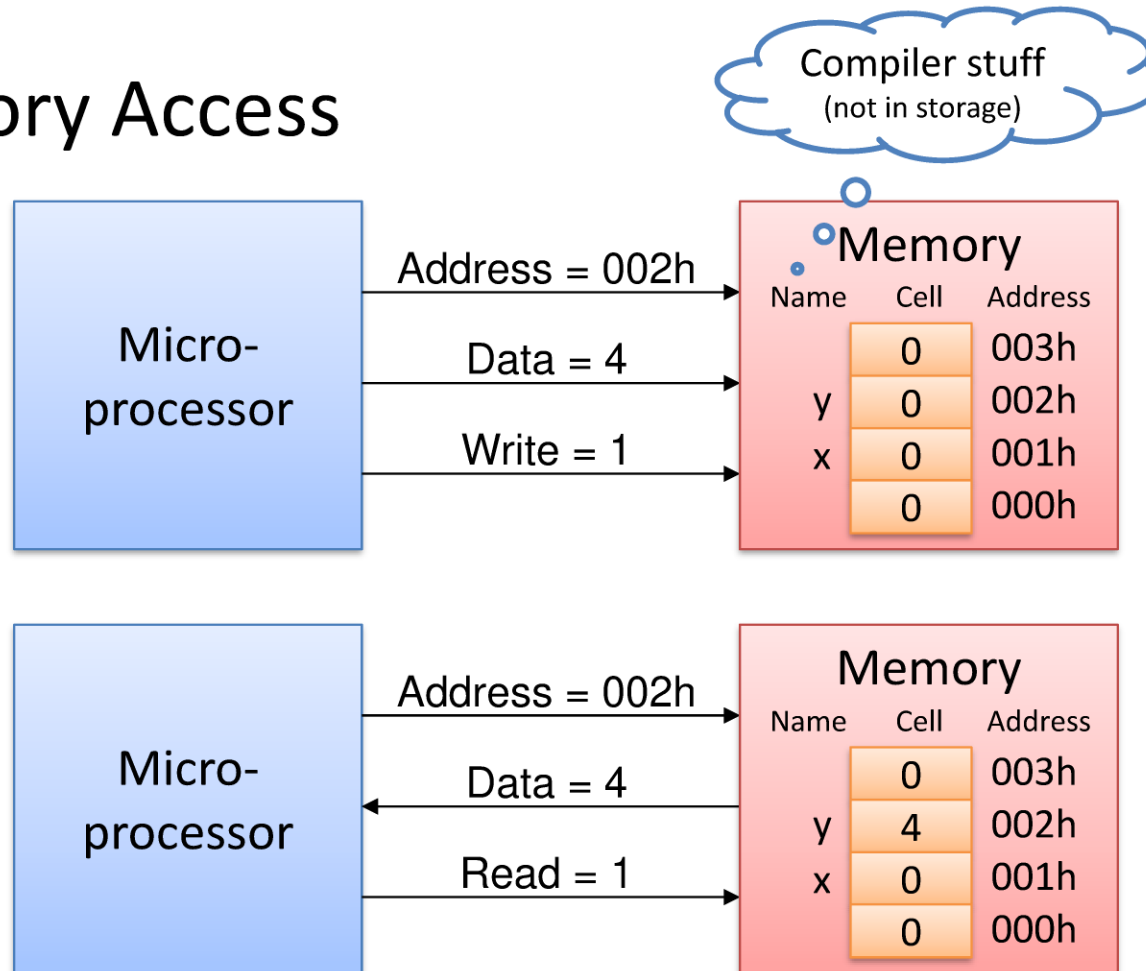 ory Access
Compiler stuff
(not in storage)
Micro-
processor
Address = 002h
Data = 4
Write = 1
Memory
Name Cell Address
0 003h
y 0 002h
x 0 001h
0 000h
Micro-
processor
Address = 002h
Data = 4
Read = 1
Memory
Name Cell Address
0 003h
y 4 002h
x 0 001h
0 000h